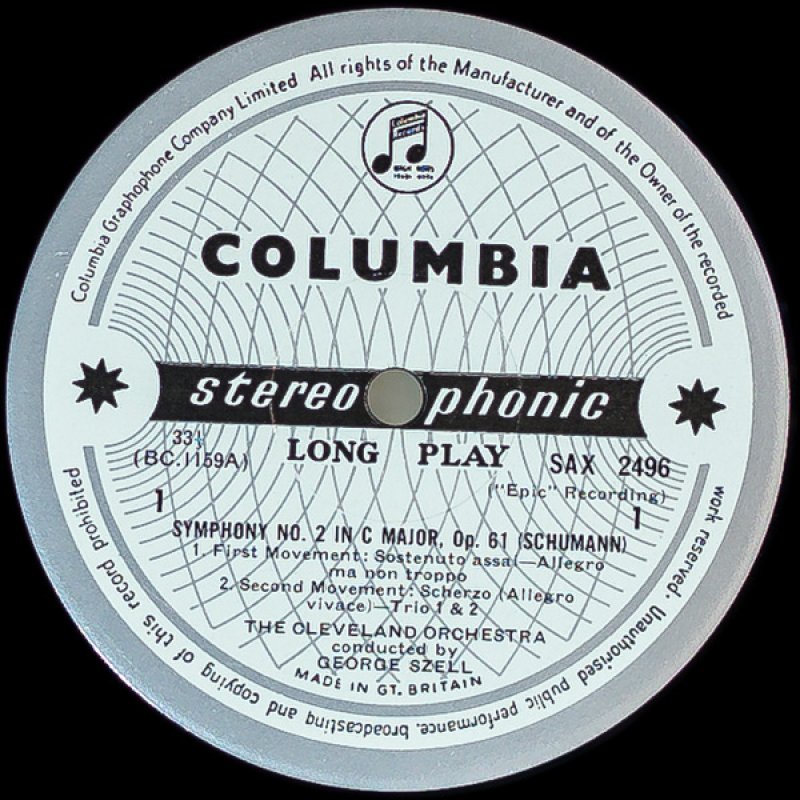 Columbia Graphophone Company Limited All rights of the Manufacturer and of the Owner of the recorded
work reserved. Unauthorised public performance, broadcasting and copying of this record prohibited
Columbia
Records
COLUMBIA
stereo phonic
33⅓
(BC.1159A)
LONG PLAY
SAX 2496
("Epic" Recording)
1
1
SYMPHONY NO. 2 IN C MAJOR, Op. 61 (SCHUMANN)
1. First Movement: Sostenuto assai—Allegro
ma non troppo
2. Second Movement: Scherzo (Allegro
vivace)—Trio 1 & 2
THE CLEVELAND ORCHESTRA
conducted by
GEORGE SZELL
MADE IN GT. BRITAIN